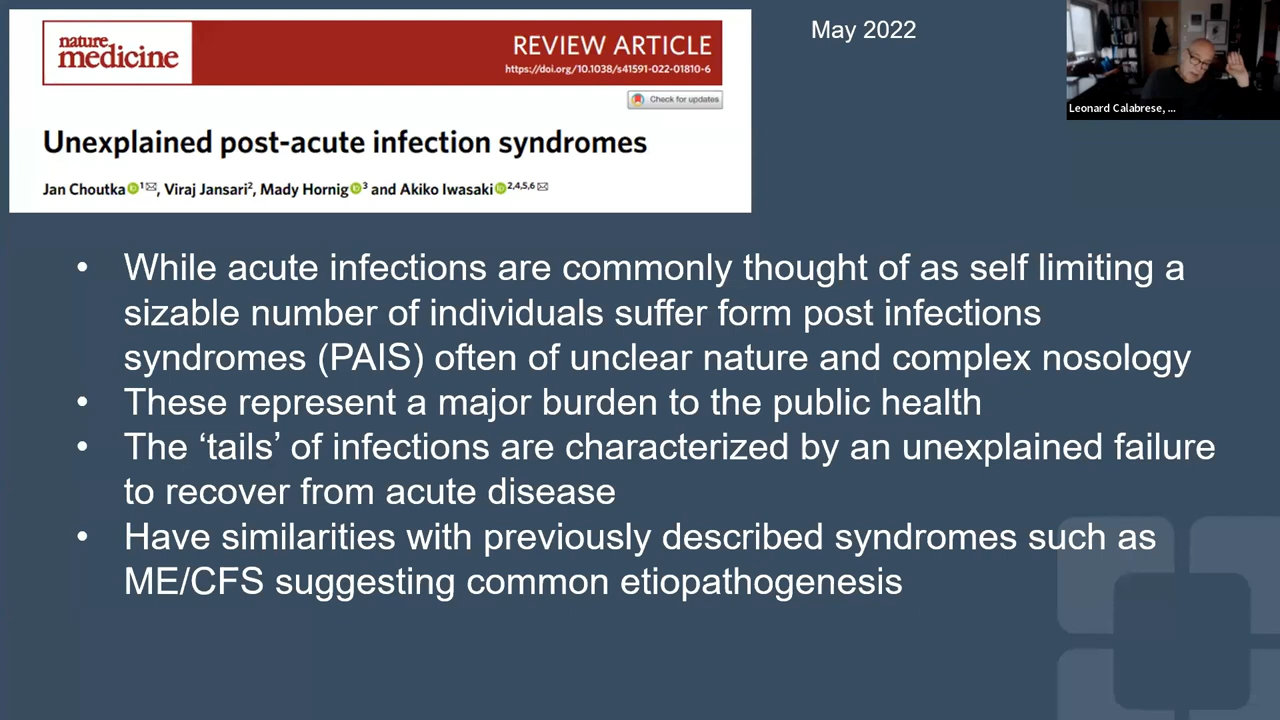 nature
medicine
REVIEW ARTICLE
https://doi.org/10.1038/s41591-022-01810-6
Check for updates
Unexplained post-acute infection syndromes
Jan Choutka 1, Viraj Jansari2, Mady Hornig 3 and Akiko Iwasaki 2,4,5,6
May 2022
Leonard Calabrese, ...
• While acute infections are commonly thought of as self limiting a
sizable number of individuals suffer form post infections
syndromes (PAIS) often of unclear nature and complex nosology
• These represent a major burden to the public health
• The ‘tails’ of infections are characterized by an unexplained failure
to recover from acute disease
• Have similarities with previously described syndromes such as
ME/CFS suggesting common etiopathogenesis